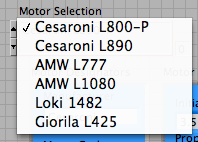 Motor Selection
✓ Cesaroni L800-P
Cesaroni L890
AMW L777
AMW L1080
Loki 1482
Giorila L425